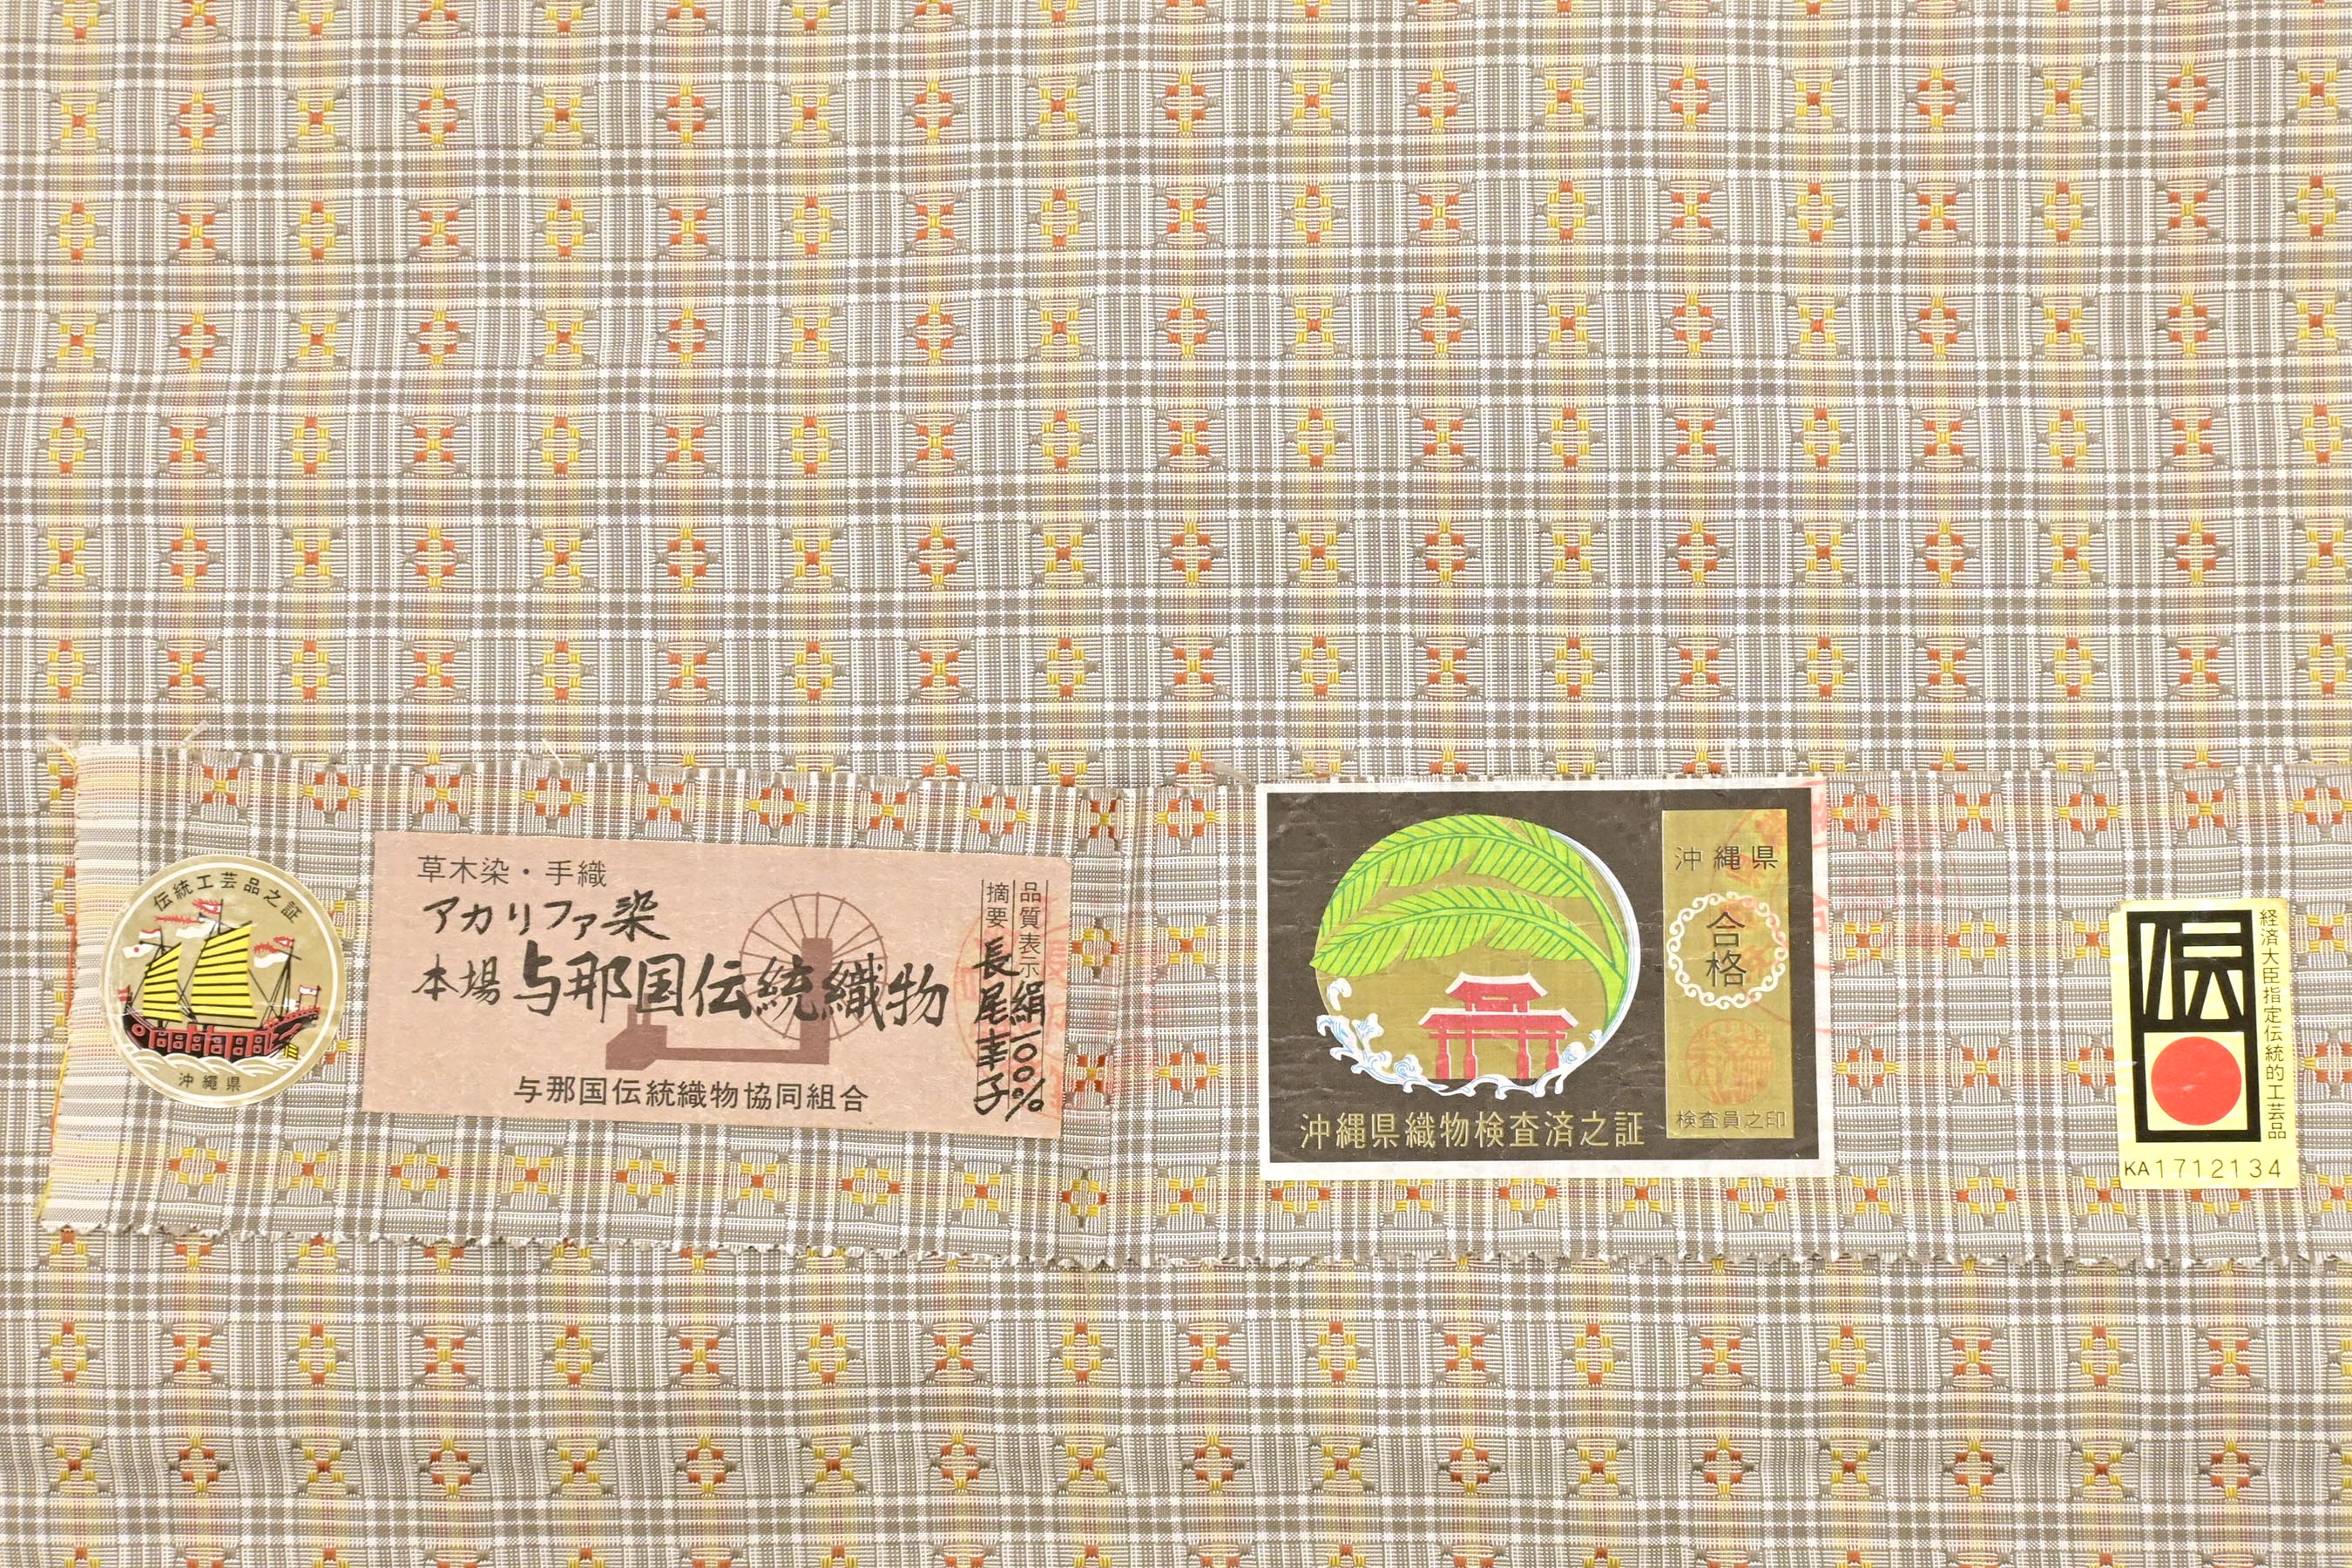 伝統工芸品之証
沖縄県
草木染・手織
アカリファ染
本場 与那国伝統織物
与那国伝統織物協同組合
品質表示 絹一〇〇%
摘要 長尾幸子
沖縄県織物検査済之証
沖縄県
合格
検査員之印
伝
経済大臣指定伝統的工芸品
KA1712134